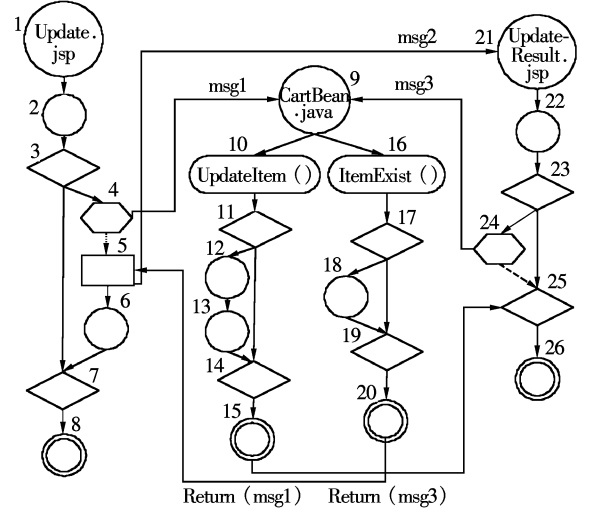 1
Update.
jsp
2
3
4
5
6
7
8
msg1
msg2
msg3
9
CartBean
.java
10
UpdateItem ()
11
12
13
14
15
16
ItemExist ()
17
18
19
20
21
Update-
Result.
jsp
22
23
24
25
26
Return (msg1)
Return (msg3)